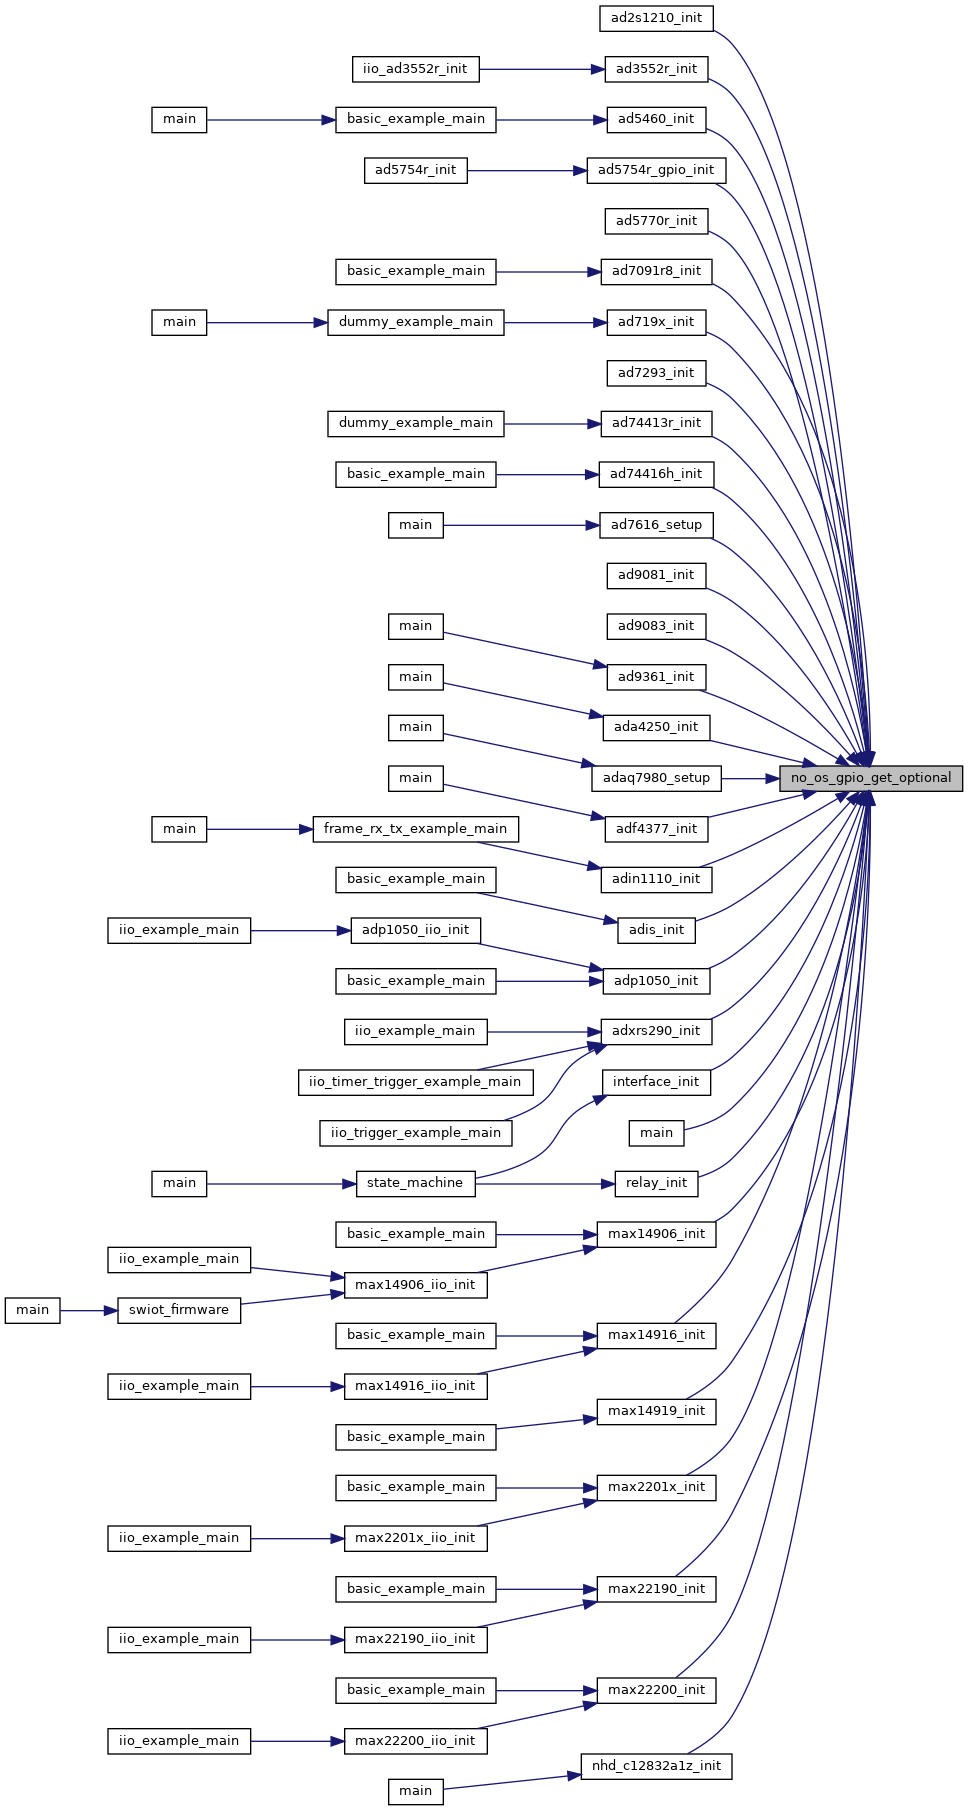 ad2s1210_init
iio_ad3552r_init
ad3552r_init
main
basic_example_main
ad5460_init
ad5754r_init
ad5754r_gpio_init
ad5770r_init
basic_example_main
ad7091r8_init
main
dummy_example_main
ad719x_init
ad7293_init
dummy_example_main
ad74413r_init
basic_example_main
ad74416h_init
main
ad7616_setup
ad9081_init
main
ad9083_init
main
ad9361_init
main
ada4250_init
main
adaq7980_setup
no_os_gpio_get_optional
main
frame_rx_tx_example_main
adf4377_init
basic_example_main
adin1110_init
iio_example_main
adp1050_iio_init
adis_init
basic_example_main
adp1050_init
iio_example_main
adxrs290_init
iio_timer_trigger_example_main
interface_init
iio_trigger_example_main
main
main
state_machine
relay_init
basic_example_main
max14906_init
iio_example_main
max14906_iio_init
main
swiot_firmware
basic_example_main
max14916_init
iio_example_main
max14916_iio_init
max14919_init
basic_example_main
basic_example_main
max2201x_init
iio_example_main
max2201x_iio_init
basic_example_main
max22190_init
iio_example_main
max22190_iio_init
basic_example_main
max22200_init
iio_example_main
max22200_iio_init
nhd_c12832a1z_init
main